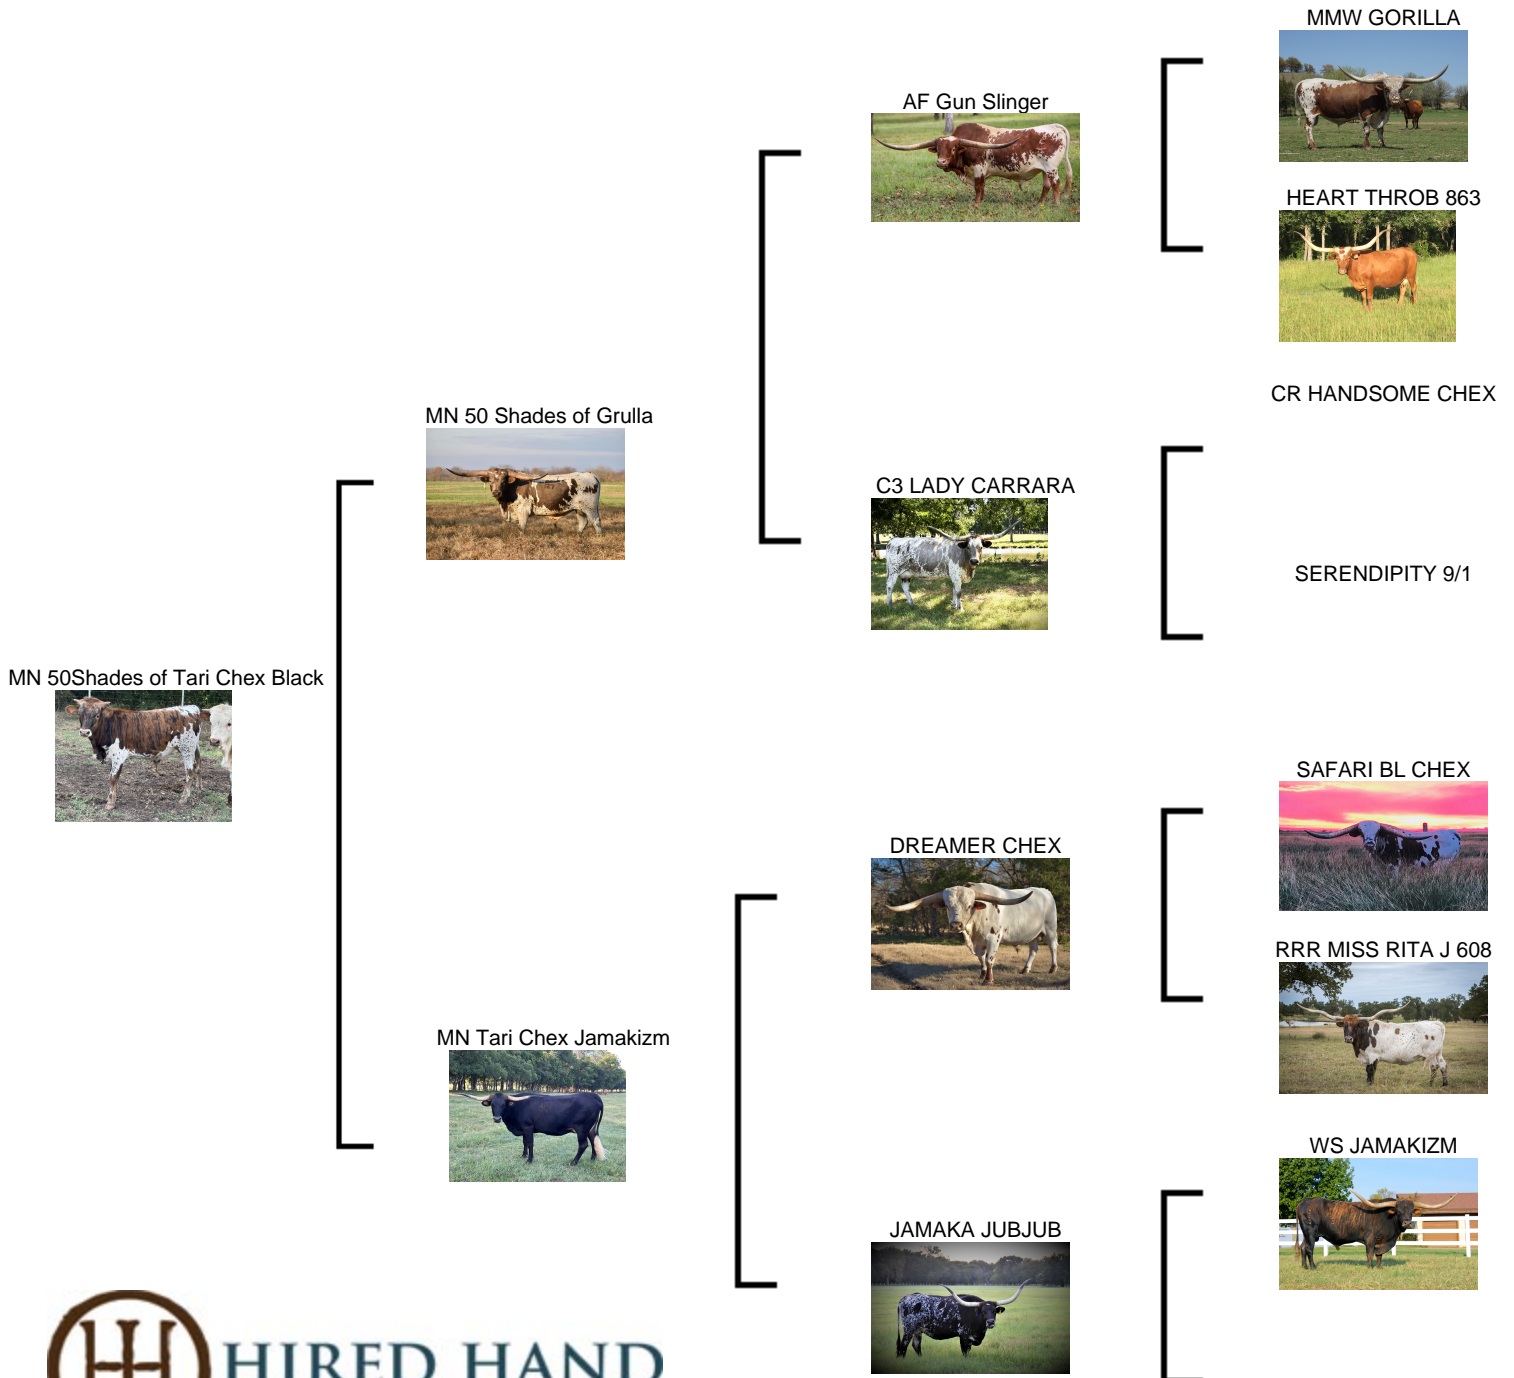 MMW GORILLA
AF Gun Slinger
HEART THROB 863
CR HANDSOME CHEX
MN 50 Shades of Grulla
C3 LADY CARRARA
SERENDIPITY 9/1
MN 50Shades of Tari Chex Black
SAFARI BL CHEX
DREAMER CHEX
RRR MISS RITA J 608
MN Tari Chex Jamakizm
WS JAMAKIZM
JAMAKA JUBJUB
HIRED HAND